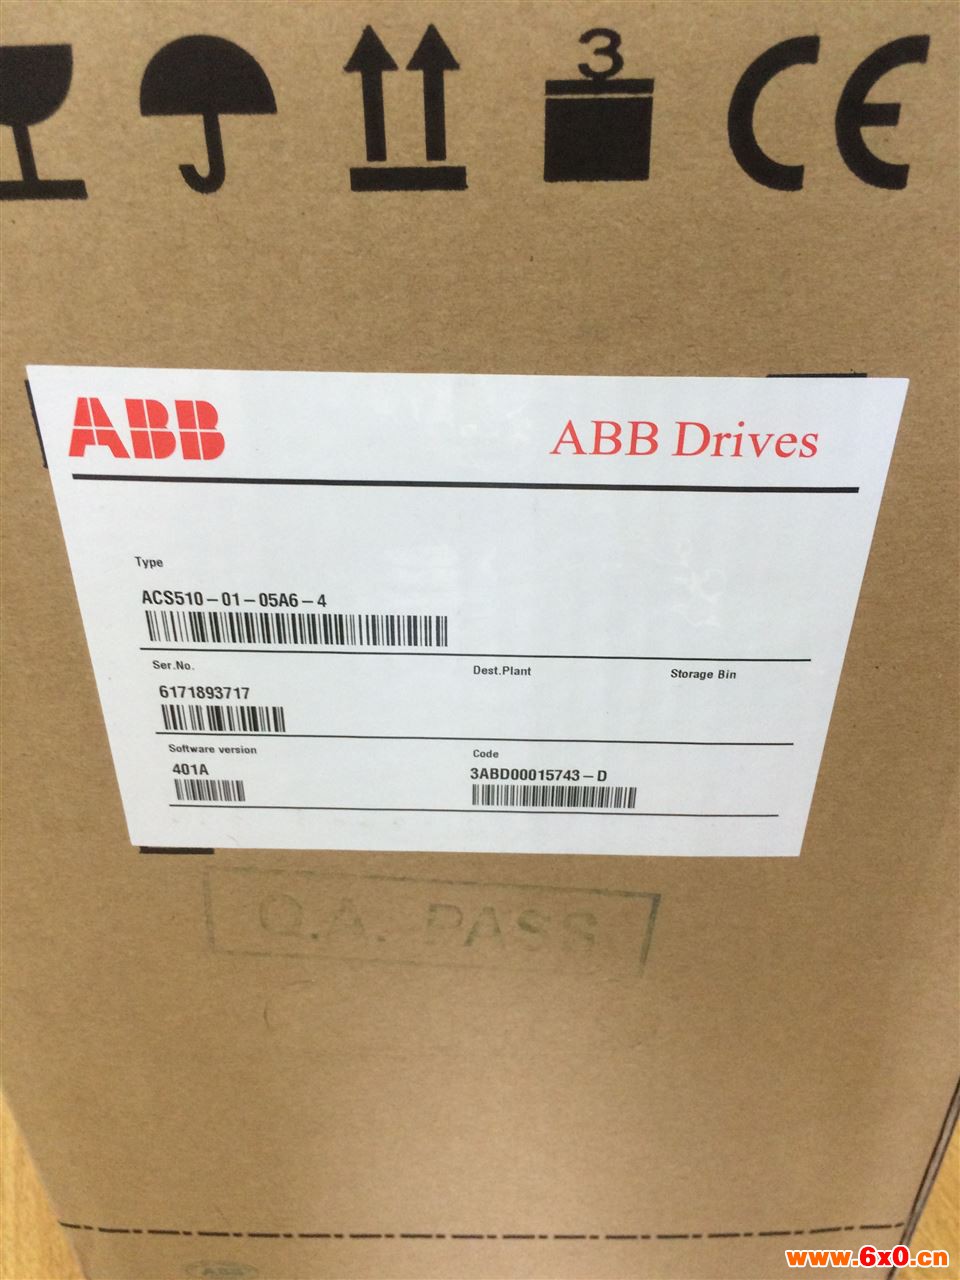 3
CE
ABB
ABB Drives
Type
ACS510-01-05A6-4
Ser.No.
Dest.Plant
Storage Bin
6171893717
Software version
Code
401A
3ABD00015743-D
Q.A. PASS
www.6x0.cn